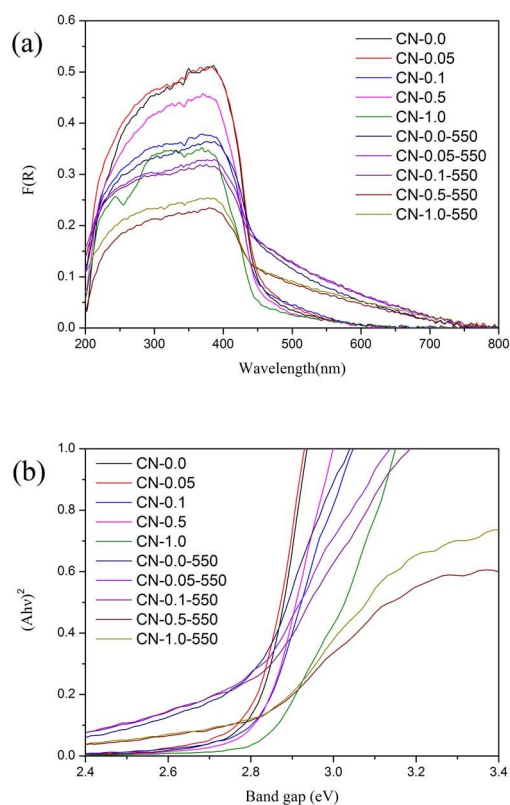 (a)
0.6
0.5
0.4
0.3
0.2
0.1
0.0
F(R)
CN-0.0
CN-0.05
CN-0.1
CN-0.5
CN-1.0
CN-0.0-550
CN-0.05-550
CN-0.1-550
CN-0.5-550
CN-1.0-550
200 300 400 500 600 700 800
Wavelength(nm)
(b)
1.0
0.8
0.6
0.4
0.2
0.0
(Ahv)²
CN-0.0
CN-0.05
CN-0.1
CN-0.5
CN-1.0
CN-0.0-550
CN-0.05-550
CN-0.1-550
CN-0.5-550
CN-1.0-550
2.4 2.6 2.8 3.0 3.2 3.4
Band gap (eV)